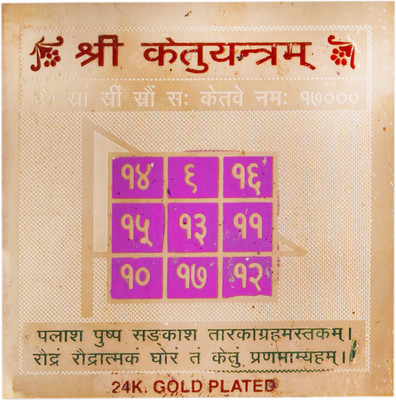 श्री केतुयन्त्रम्
ॐ स्रां स्रीं स्रौं सः केतवे नमः १७०००
१४ ९ १६
१५ १३ ११
१० १७ १२
पलाश पुष्प सङ्काश तारकाग्रहमस्तकम्।
रोद्रं रौद्रात्मकं घोरं तं केतुं प्रणमाम्यहम्।।
24K. GOLD PLATED